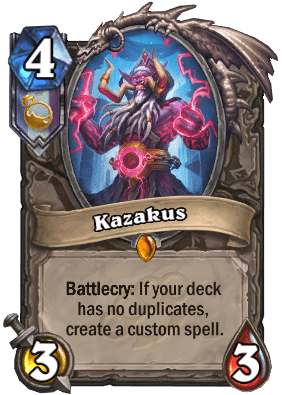 4
Kazakus
Battlecry: If your deck
has no duplicates,
create a custom spell.
3
3